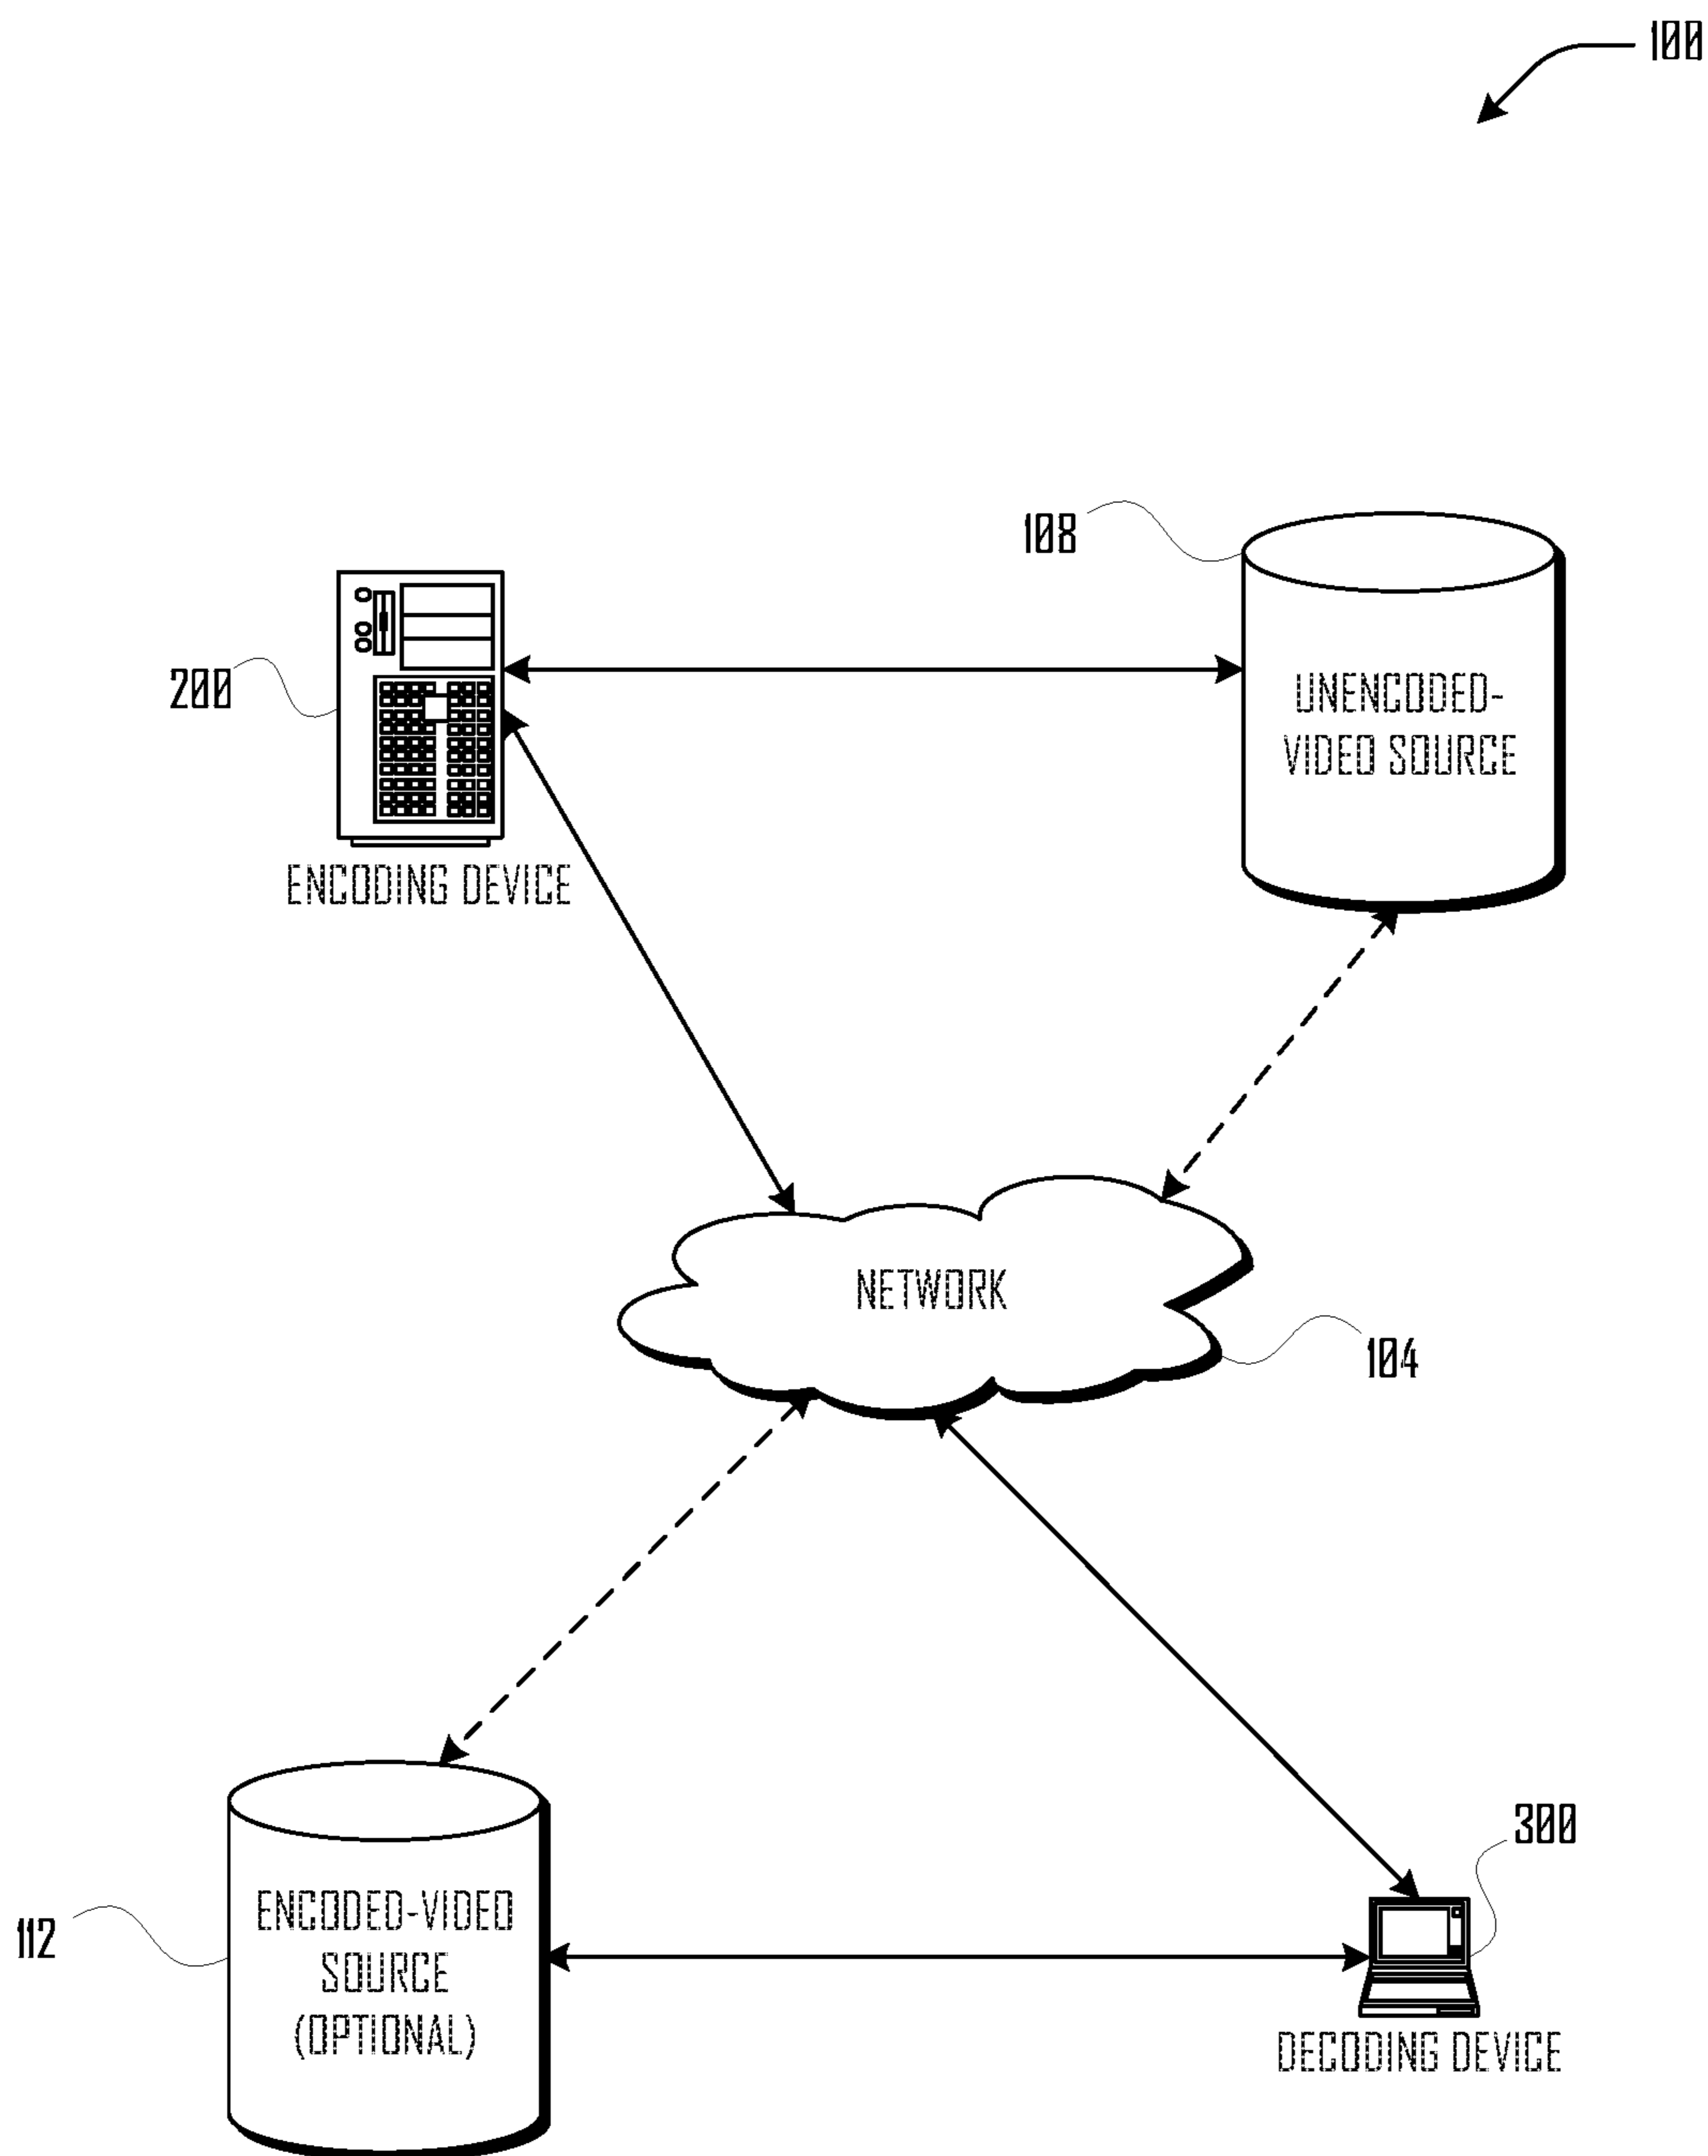 100
108
200
UNENCODED-
VIDEO SOURCE
ENCODING DEVICE
NETWORK
104
300
112
ENCODED-VIDEO
SOURCE
(OPTIONAL)
DECODING DEVICE